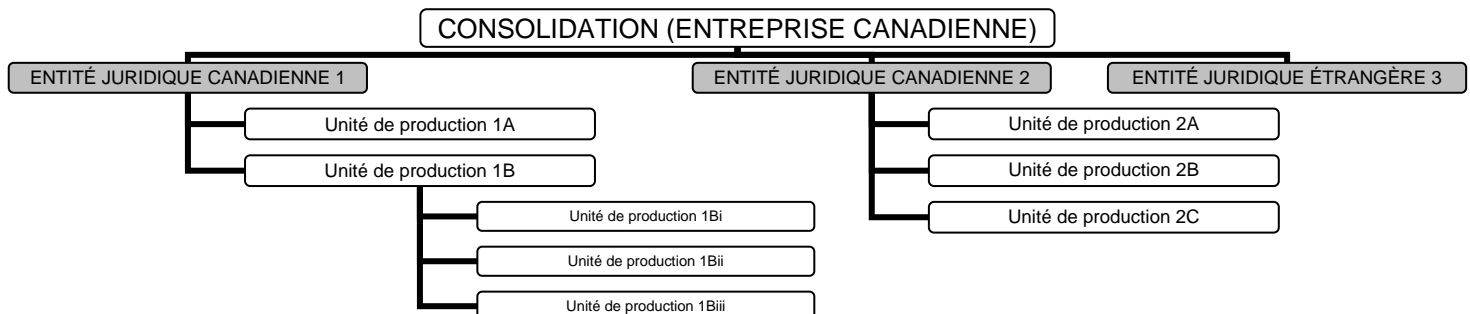 CONSOLIDATION (ENTREPRISE CANADIENNE)
ENTITÉ JURIDIQUE CANADIENNE 1
ENTITÉ JURIDIQUE CANADIENNE 2
ENTITÉ JURIDIQUE ÉTRANGÈRE 3
Unité de production 1A
Unité de production 1B
Unité de production 1Bi
Unité de production 1Bii
Unité de production 1Biii
Unité de production 2A
Unité de production 2B
Unité de production 2C